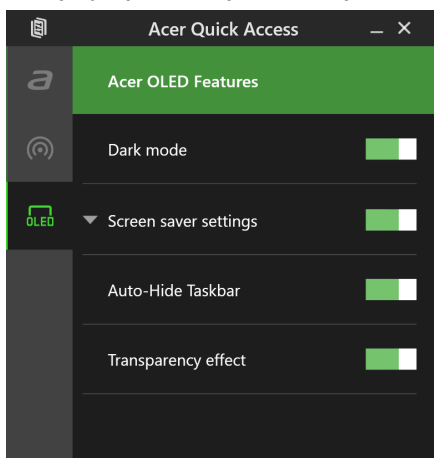 Acer Quick Access
Acer OLED Features
Dark mode
OLED
Screen saver settings
Auto-Hide Taskbar
Transparency effect